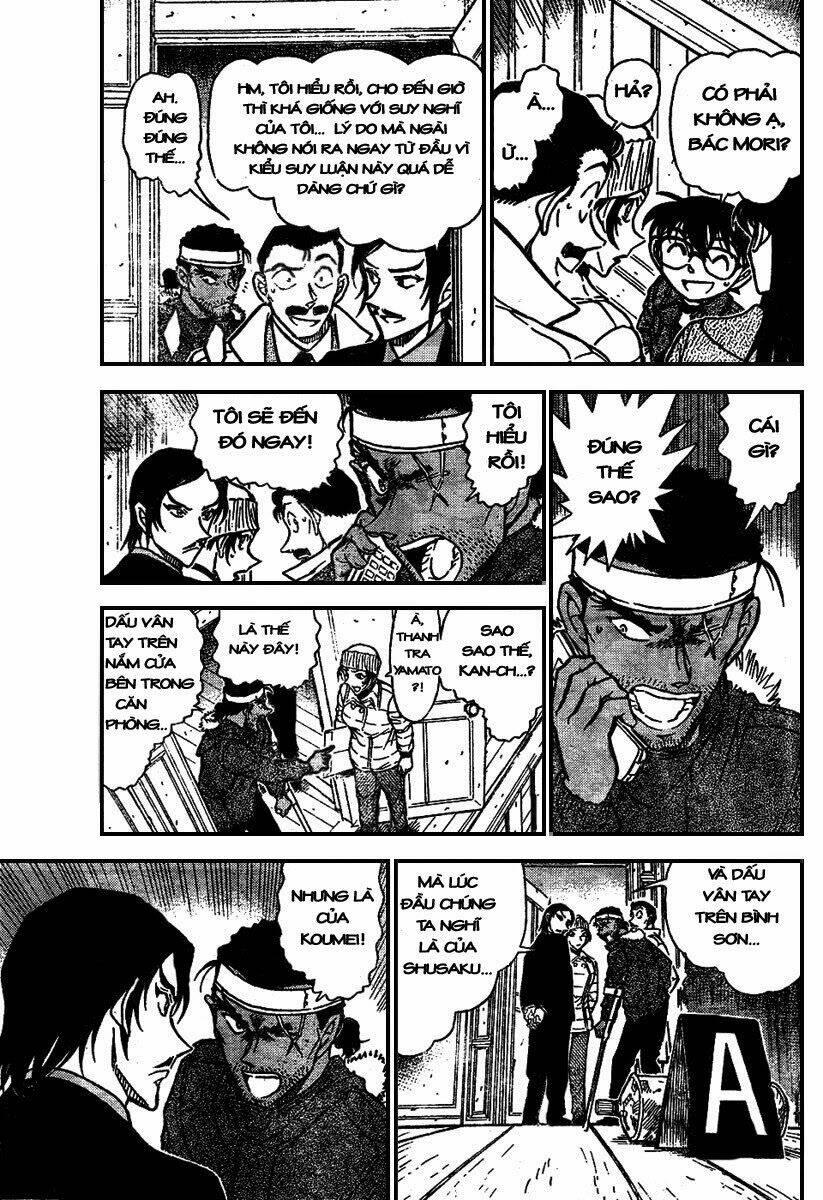 CÓ PHẢI
KHÔNG Ạ,
BÁC MORI?
HẢ?
À...
Ừ...
HM, TÔI HIỂU RỒI, CHO ĐẾN GIỜ
THÌ KHÁ GIỐNG VỚI SUY NGHĨ
CỦA TÔI... LÝ DO MÀ NGÀI
KHÔNG NÓI RA NGAY TỪ ĐẦU VÌ
KIỂU SUY LUẬN NÀY QUÁ DỄ
DÀNG CHỨ GÌ?
AH.
ĐÚNG
ĐÚNG
THẾ...
CÁI
GÌ?
ĐÚNG
THẾ
SAO?
TÔI
HIỂU
RỒI!
TÔI SẼ ĐẾN
ĐÓ NGAY!
SAO
SAO THẾ,
KAN-CH...?
À,
THANH
TRA
YAMATO
?!
LÀ THẾ
NÀY ĐÂY!
DẤU VÂN
TAY TRÊN
NẮM CỬA
BÊN TRONG
CĂN
PHÒNG...
VÀ DẤU
VÂN TAY
TRÊN BÌNH
SƠN...
MÀ LÚC
ĐẦU CHÚNG
TA NGHĨ
LÀ CỦA
SHUSAKU...
A
NHƯNG LÀ
CỦA
KOUMEI!